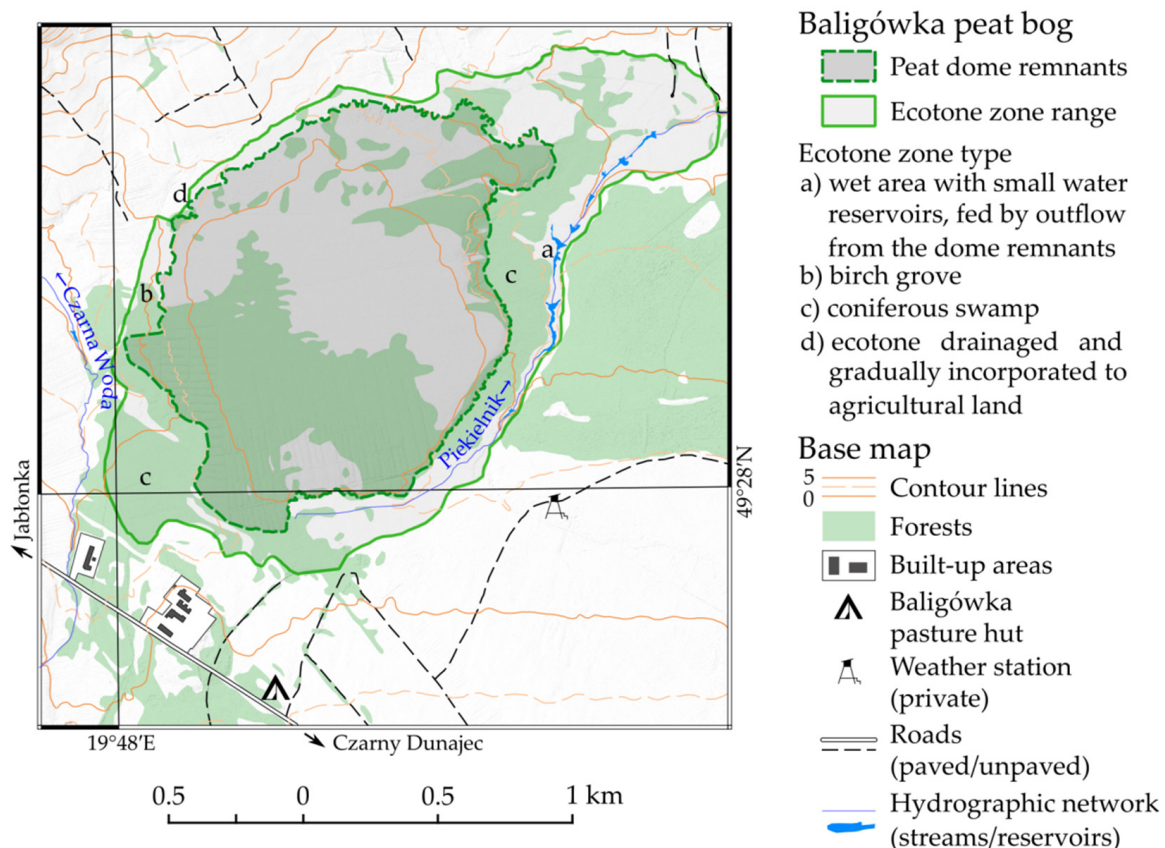 Baligówka peat bog
Peat dome remnants
Ecotone zone range
Ecotone zone type
a) wet area with small water
reservoirs, fed by outflow
from the dome remnants
b) birch grove
c) coniferous swamp
d) ecotone drainaged and
gradually incorporated to
agricultural land
Base map
5
0
Contour lines
Forests
Built-up areas
Baligówka
pasture hut
Weather station
(private)
Roads
(paved/unpaved)
Hydrographic network
(streams/reservoirs)
d
a
c
b
←Czarna Woda
Piekielnik→
c
49°28′N
Jabłonka
19°48′E
Czarny Dunajec
0.5 0 0.5 1 km